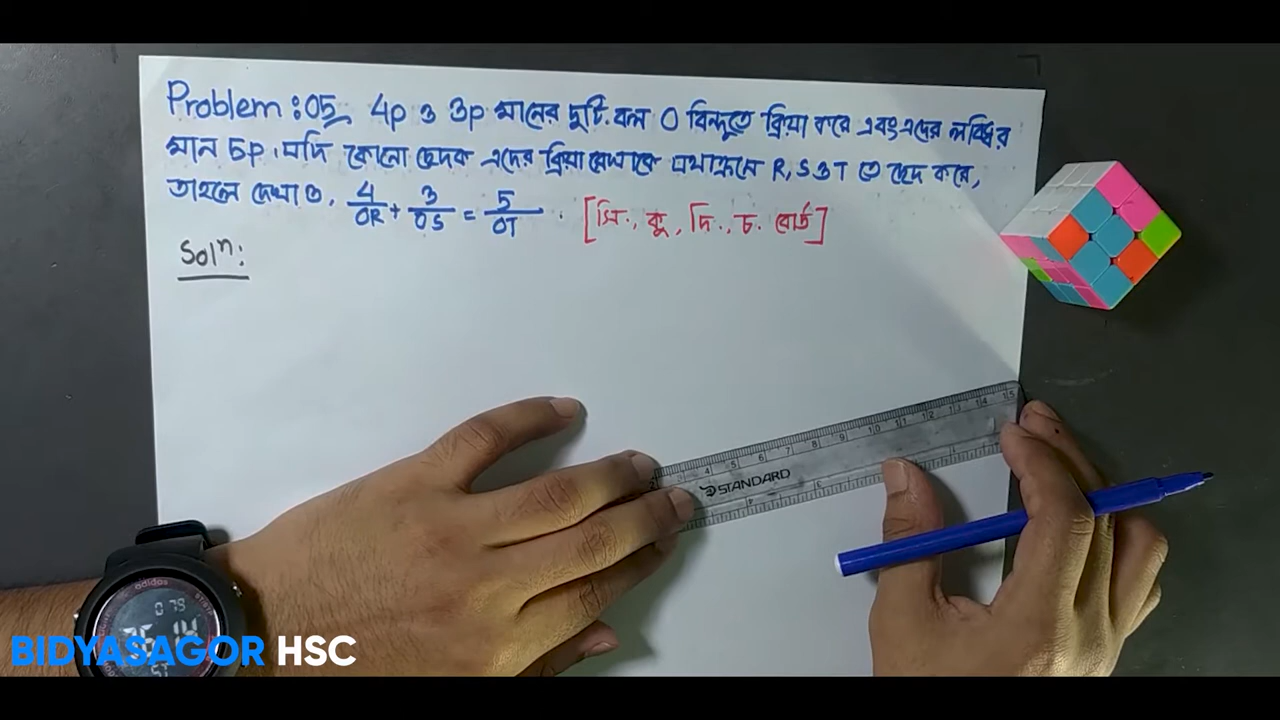 Problem: 05 4p ও 3p মানের দুটি বল O বিন্দুতে ক্রিয়া করে এবং এদের লব্ধির
মান 5p। যদি কোনো ছেদক এদের ক্রিয়া রেখাকে যথাক্রমে R, S ও T তে ছেদ করে,
তাহলে দেখাও, 4/OR + 3/OS = 5/OT . [সি., কু, দি., চ. বোর্ড]
Solⁿ:
STANDARD
adidas
BIDYASAGOR HSC